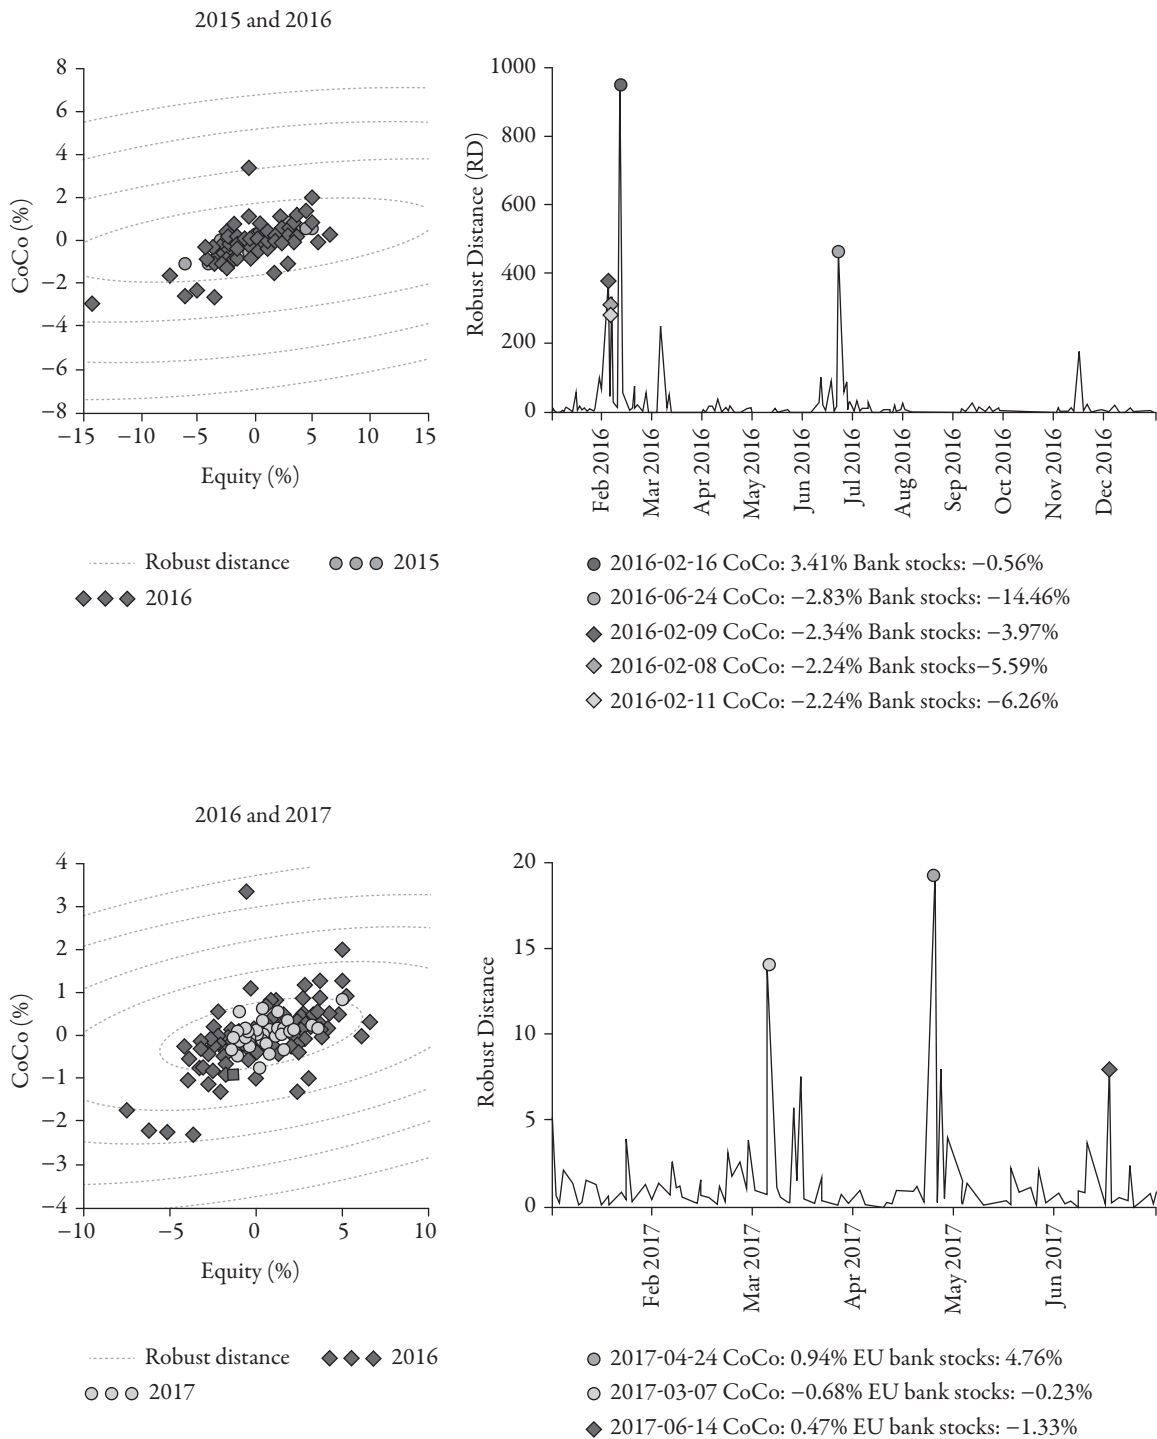 2015 and 2016
8
6
4
2
0
−2
−4
−6
−8
CoCo (%)
−15 −10 −5 0 5 10 15
Equity (%)
Robust distance 2015
2016
1000
800
600
400
200
0
Robust Distance (RD)
Feb 2016
Mar 2016
Apr 2016
May 2016
Jun 2016
Jul 2016
Aug 2016
Sep 2016
Oct 2016
Nov 2016
Dec 2016
2016-02-16 CoCo: 3.41% Bank stocks: −0.56%
2016-06-24 CoCo: −2.83% Bank stocks: −14.46%
2016-02-09 CoCo: −2.34% Bank stocks: −3.97%
2016-02-08 CoCo: −2.24% Bank stocks−5.59%
2016-02-11 CoCo: −2.24% Bank stocks: −6.26%
2016 and 2017
4
3
2
1
0
−1
−2
−3
−4
CoCo (%)
−10 −5 0 5 10
Equity (%)
Robust distance 2016
2017
20
15
10
5
0
Robust Distance
Feb 2017
Mar 2017
Apr 2017
May 2017
Jun 2017
2017-04-24 CoCo: 0.94% EU bank stocks: 4.76%
2017-03-07 CoCo: −0.68% EU bank stocks: −0.23%
2017-06-14 CoCo: 0.47% EU bank stocks: −1.33%